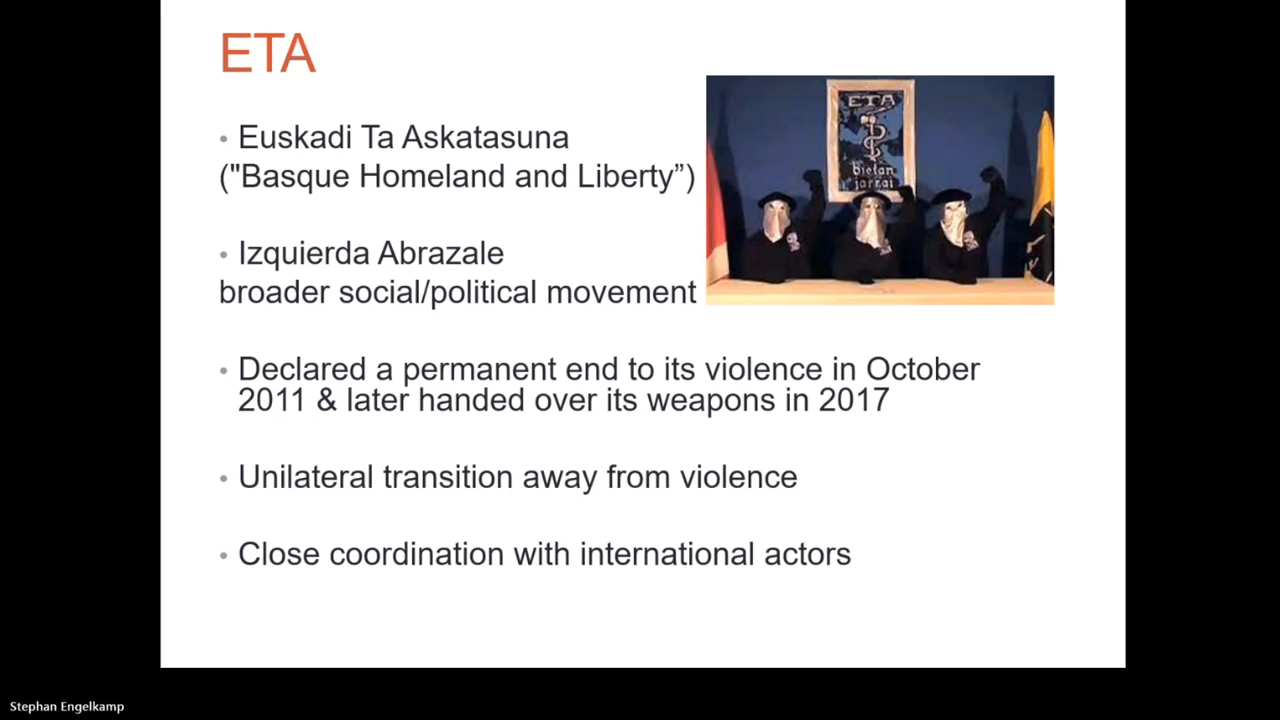 ETA
• Euskadi Ta Askatasuna
("Basque Homeland and Liberty”)
• Izquierda Abrazale
broader social/political movement
• Declared a permanent end to its violence in October
2011 & later handed over its weapons in 2017
• Unilateral transition away from violence
• Close coordination with international actors
ETA
bietan
jarrai
Stephan Engelkamp